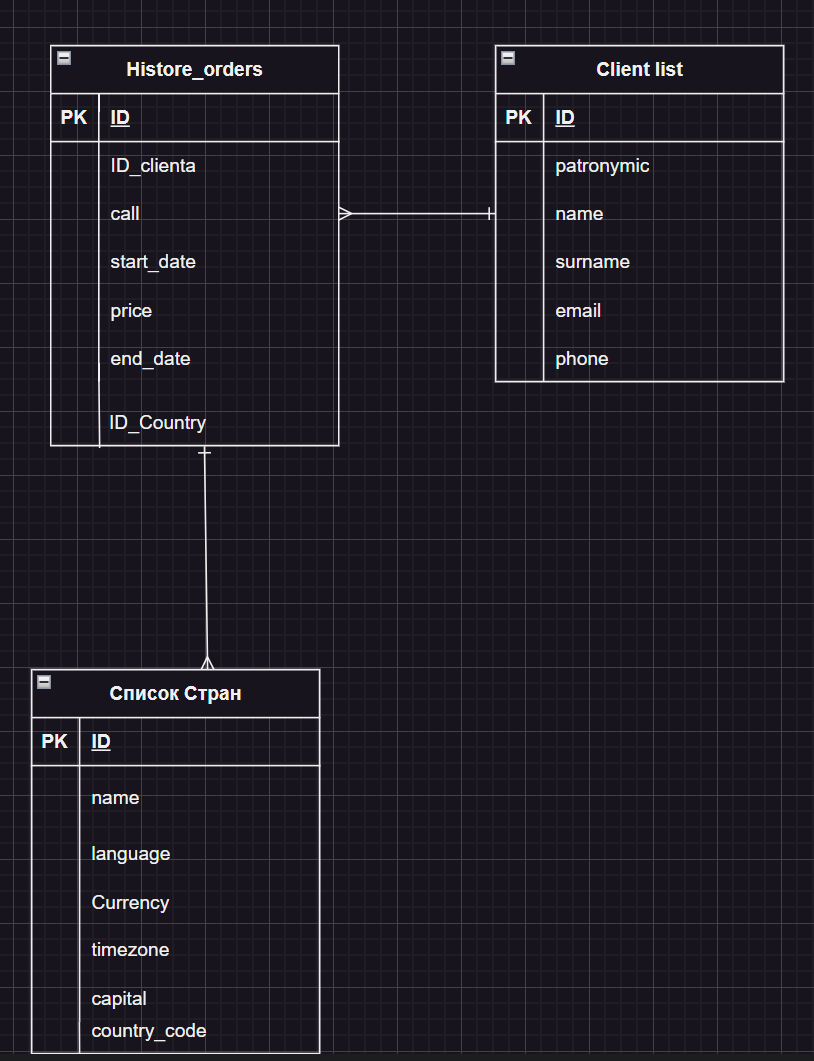 Histore_orders
PK ID
ID_clienta
call
start_date
price
end_date
ID_Country
Client list
PK ID
patronymic
name
surname
email
phone
Список Стран
PK ID
name
language
Currency
timezone
capital
country_code